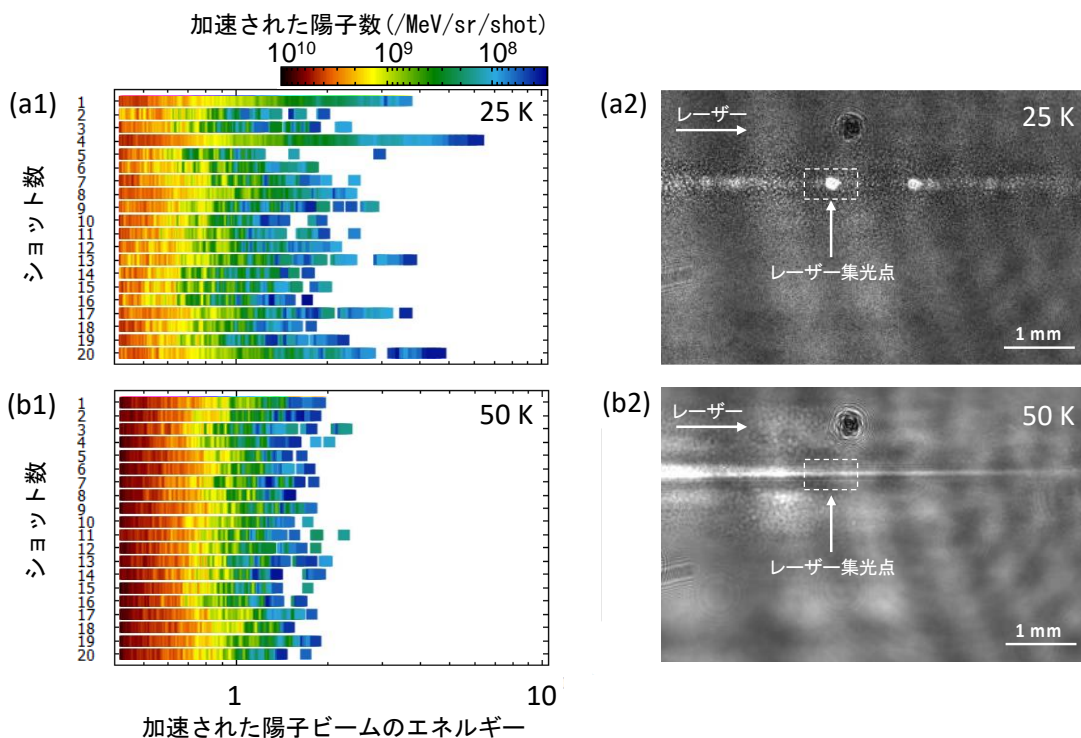 加速された陽子数(/MeV/sr/shot)
10¹⁰ 10⁹ 10⁸
(a1)
25 K
ショット数
1
2
3
4
5
6
7
8
9
10
11
12
13
14
15
16
17
18
19
20
(a2)
レーザー
25 K
レーザー集光点
1 mm
(b1)
50 K
ショット数
1
2
3
4
5
6
7
8
9
10
11
12
13
14
15
16
17
18
19
20
1 10
加速された陽子ビームのエネルギー
(b2)
レーザー
50 K
レーザー集光点
1 mm